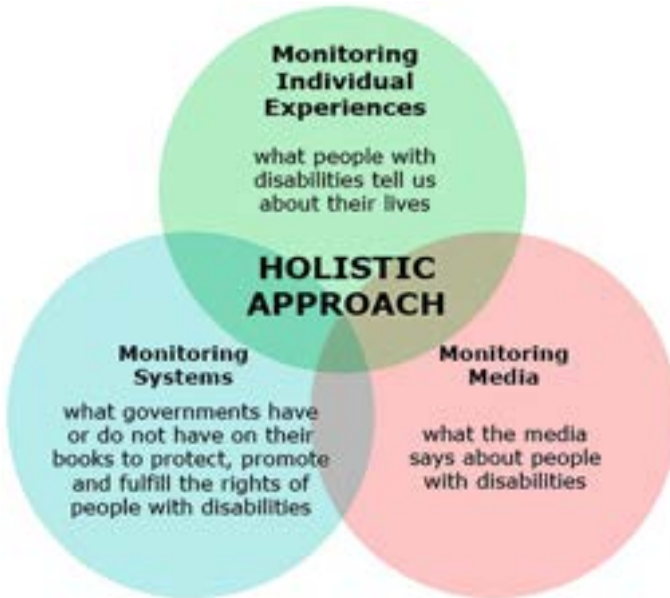 Monitoring
Individual
Experiences
what people with
disabilities tell us
about their lives
HOLISTIC
APPROACH
Monitoring
Systems
what governments have
or do not have on their
books to protect, promote
and fulfill the rights of
people with disabilities
Monitoring
Media
what the media
says about people
with disabilities